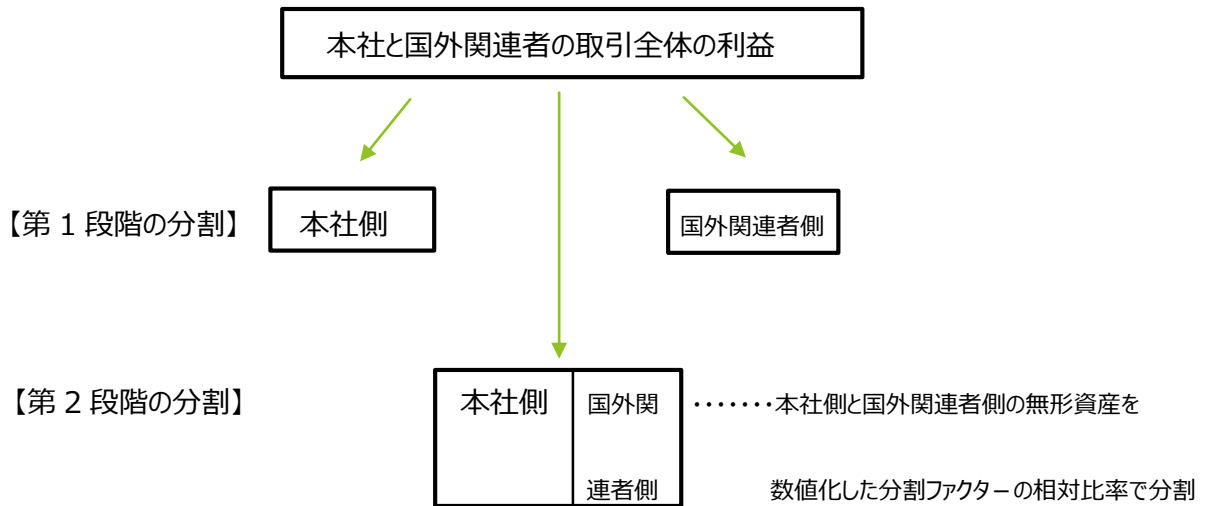 本社と国外関連者の取引全体の利益
【第 1 段階の分割】 本社側 国外関連者側
【第 2 段階の分割】 本社側 国外関 ・・・・・・・本社側と国外関連者側の無形資産を
連者側 数値化した分割ファクターの相対比率で分割